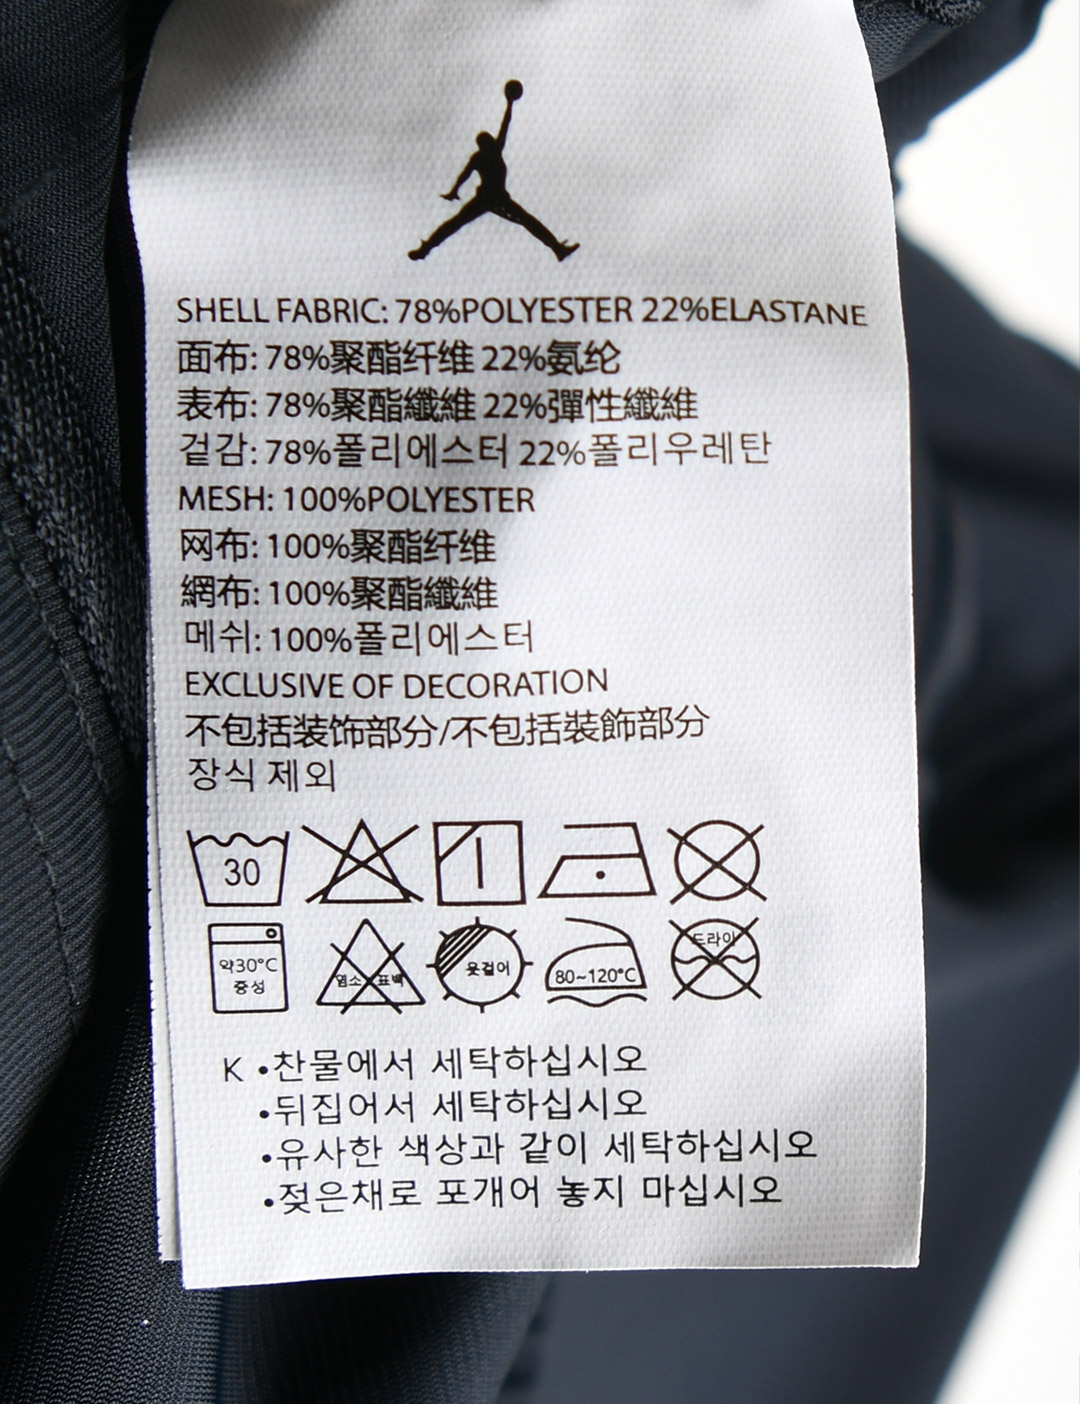 SHELL FABRIC: 78%POLYESTER 22%ELASTANE
面布: 78%聚酯纤维 22%氨纶
表布: 78%聚酯纖維 22%彈性纖維
겉감: 78%폴리에스터 22%폴리우레탄
MESH: 100%POLYESTER
网布: 100%聚酯纤维
網布: 100%聚酯纖維
메쉬: 100%폴리에스터
EXCLUSIVE OF DECORATION
不包括装饰部分/不包括裝飾部分
장식 제외
30
약30°C 중성 염소 표백 옷걸이 80~120°C 드라이
K •찬물에서 세탁하십시오
•뒤집어서 세탁하십시오
•유사한 색상과 같이 세탁하십시오
•젖은채로 포개어 놓지 마십시오